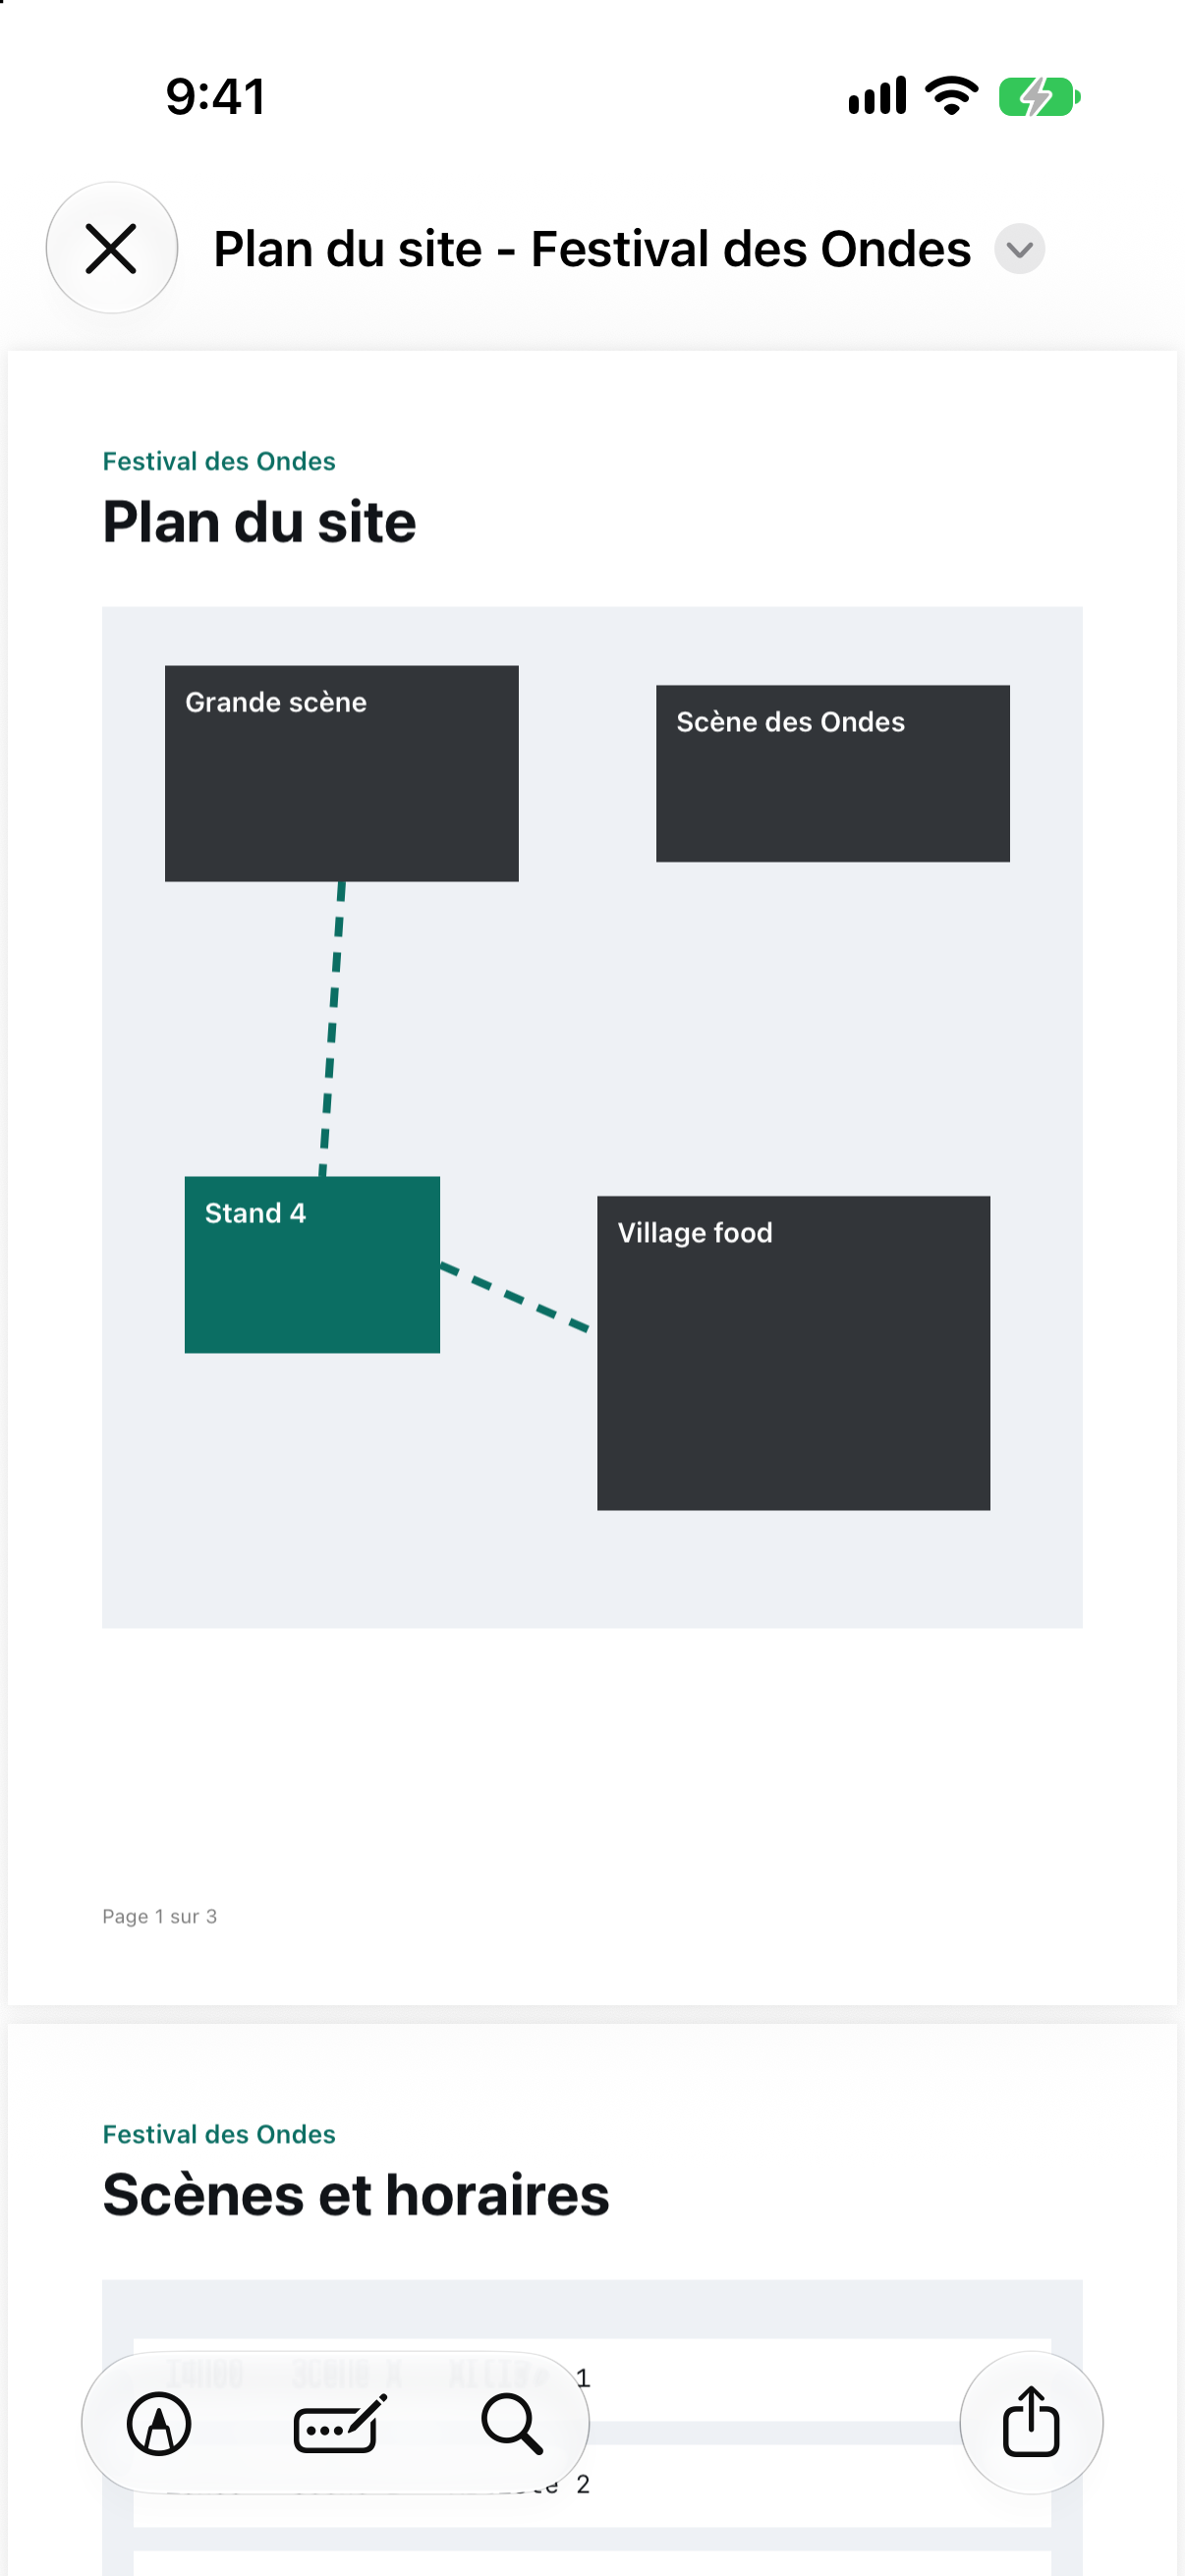 9:41
Plan du site - Festival des Ondes
Festival des Ondes
Plan du site
Grande scène
Scène des Ondes
Stand 4
Village food
Page 1 sur 3
Festival des Ondes
Scènes et horaires
1
2